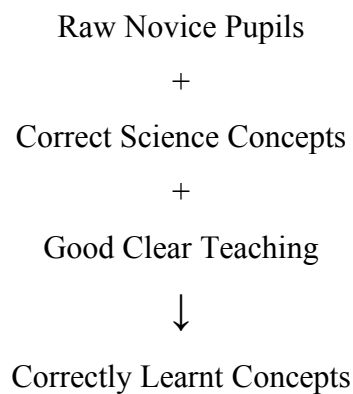 Raw Novice Pupils
+
Correct Science Concepts
+
Good Clear Teaching
↓
Correctly Learnt Concepts